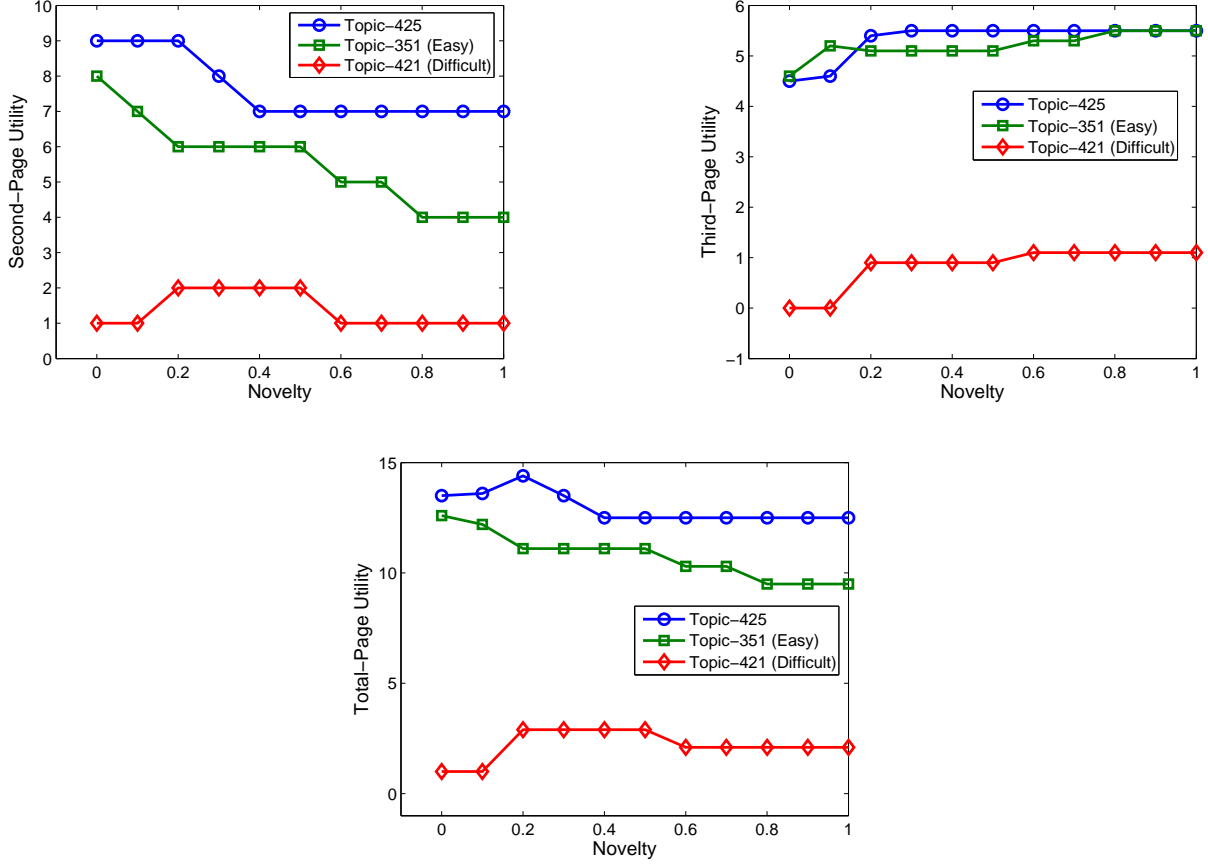 10
9
8
7
6
5
4
3
2
1
0
Second−Page Utility
0 0.2 0.4 0.6 0.8 1
Novelty
Topic−425
Topic−351 (Easy)
Topic−421 (Difficult)
6
5
4
3
2
1
0
−1
Third−Page Utility
0 0.2 0.4 0.6 0.8 1
Novelty
Topic−425
Topic−351 (Easy)
Topic−421 (Difficult)
15
10
5
0
Total−Page Utility
0 0.2 0.4 0.6 0.8 1
Novelty
Topic−425
Topic−351 (Easy)
Topic−421 (Difficult)